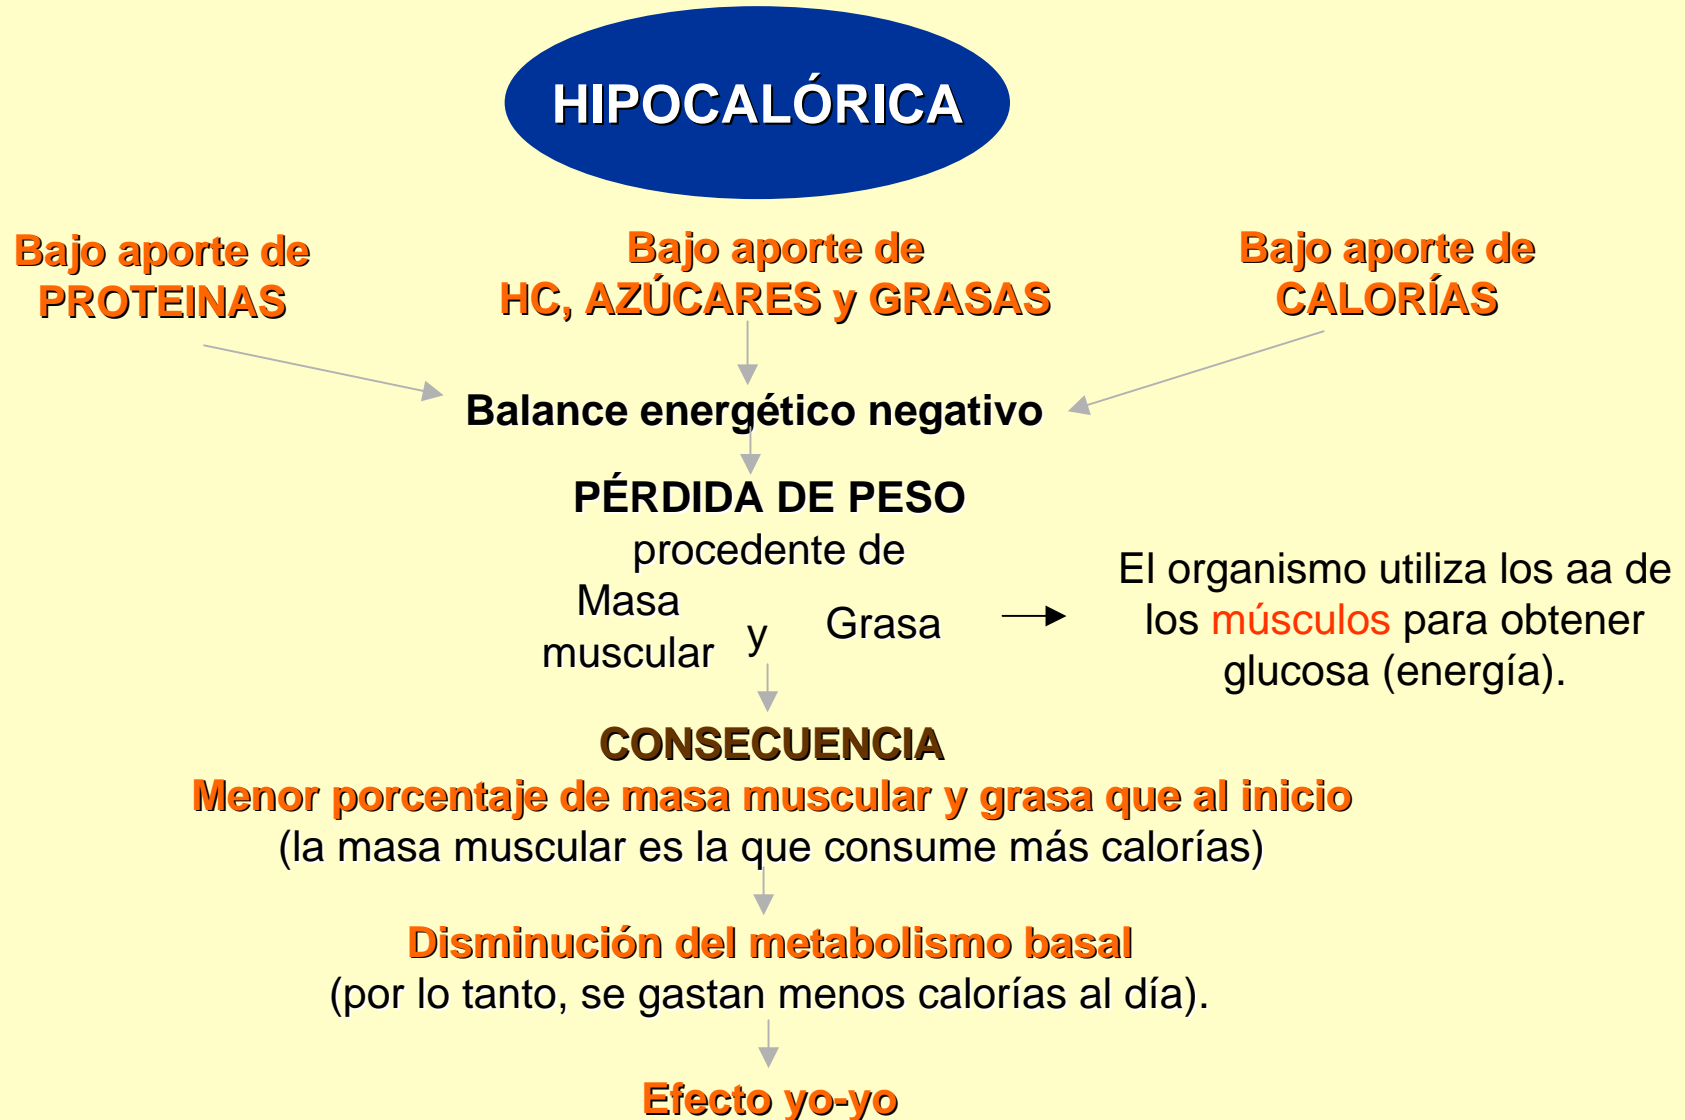 HIPOCALÓRICA
Bajo aporte de
PROTEINAS
Bajo aporte de
HC, AZÚCARES y GRASAS
Bajo aporte de
CALORÍAS
Balance energético negativo
PÉRDIDA DE PESO
procedente de
Masa
muscular
y
Grasa
El organismo utiliza los aa de
los músculos para obtener
glucosa (energía).
CONSECUENCIA
Menor porcentaje de masa muscular y grasa que al inicio
(la masa muscular es la que consume más calorías)
Disminución del metabolismo basal
(por lo tanto, se gastan menos calorías al día).
Efecto yo-yo